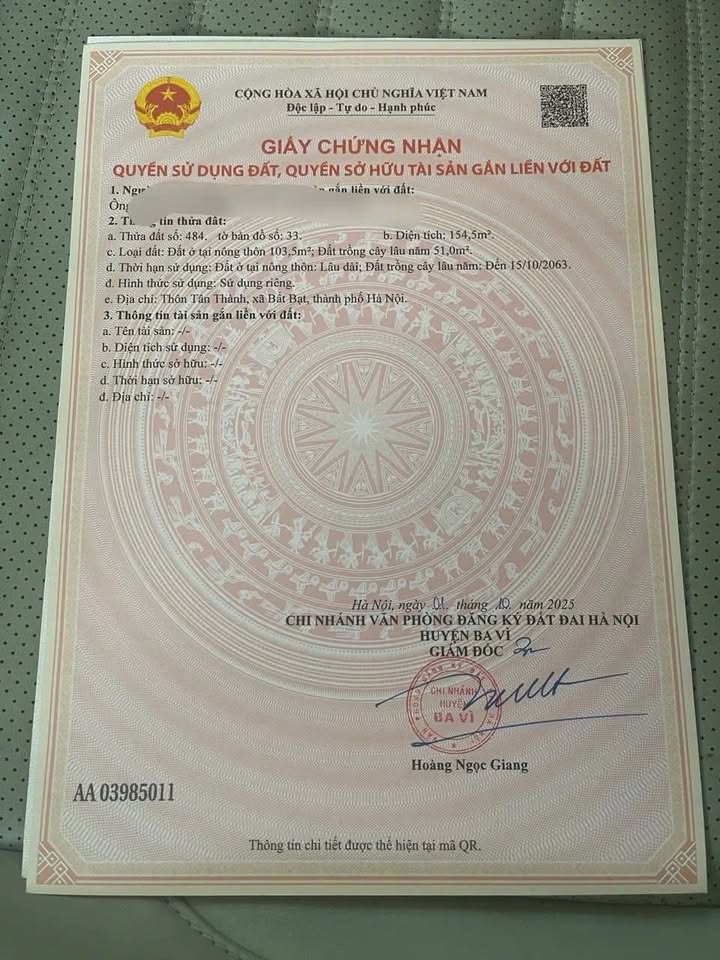 CỘNG HÒA XÃ HỘI CHỦ NGHĨA VIỆT NAM
Độc lập - Tự do - Hạnh phúc
GIẤY CHỨNG NHẬN
QUYỀN SỬ DỤNG ĐẤT, QUYỀN SỞ HỮU TÀI SẢN GẮN LIỀN VỚI ĐẤT
1. gắn liền với đất:
Ông
2. tin thửa đất:
a. Thửa đất số: 484. tờ bản đồ số: 33. b. Diện tích: 154,5m².
c. Loại đất: Đất ở tại nông thôn 103,5m²; Đất trồng cây lâu năm 51,0m².
d. Thời hạn sử dụng: Đất ở tại nông thôn: Lâu dài; Đất trồng cây lâu năm: Đến 15/10/2063.
đ. Hình thức sử dụng: Sử dụng riêng.
e. Địa chỉ: Thôn Tân Thành, xã Bất Bạt, thành phố Hà Nội.
3. Thông tin tài sản gắn liền với đất:
a. Tên tài sản: -/-
b. Diện tích sử dụng: -/-
c. Hình thức sở hữu: -/-
d. Thời hạn sở hữu: -/-
đ. Địa chỉ: -/-
Hà Nội, ngày 01. tháng 10. năm 2025
CHI NHÁNH VĂN PHÒNG ĐĂNG KÝ ĐẤT ĐAI HÀ NỘI
HUYỆN BA VÌ
GIÁM ĐỐC
CHI NHÁNH
HUYỆN
BA VÌ
Hoàng Ngọc Giang
AA 03985011
Thông tin chi tiết được thể hiện tại mã QR.